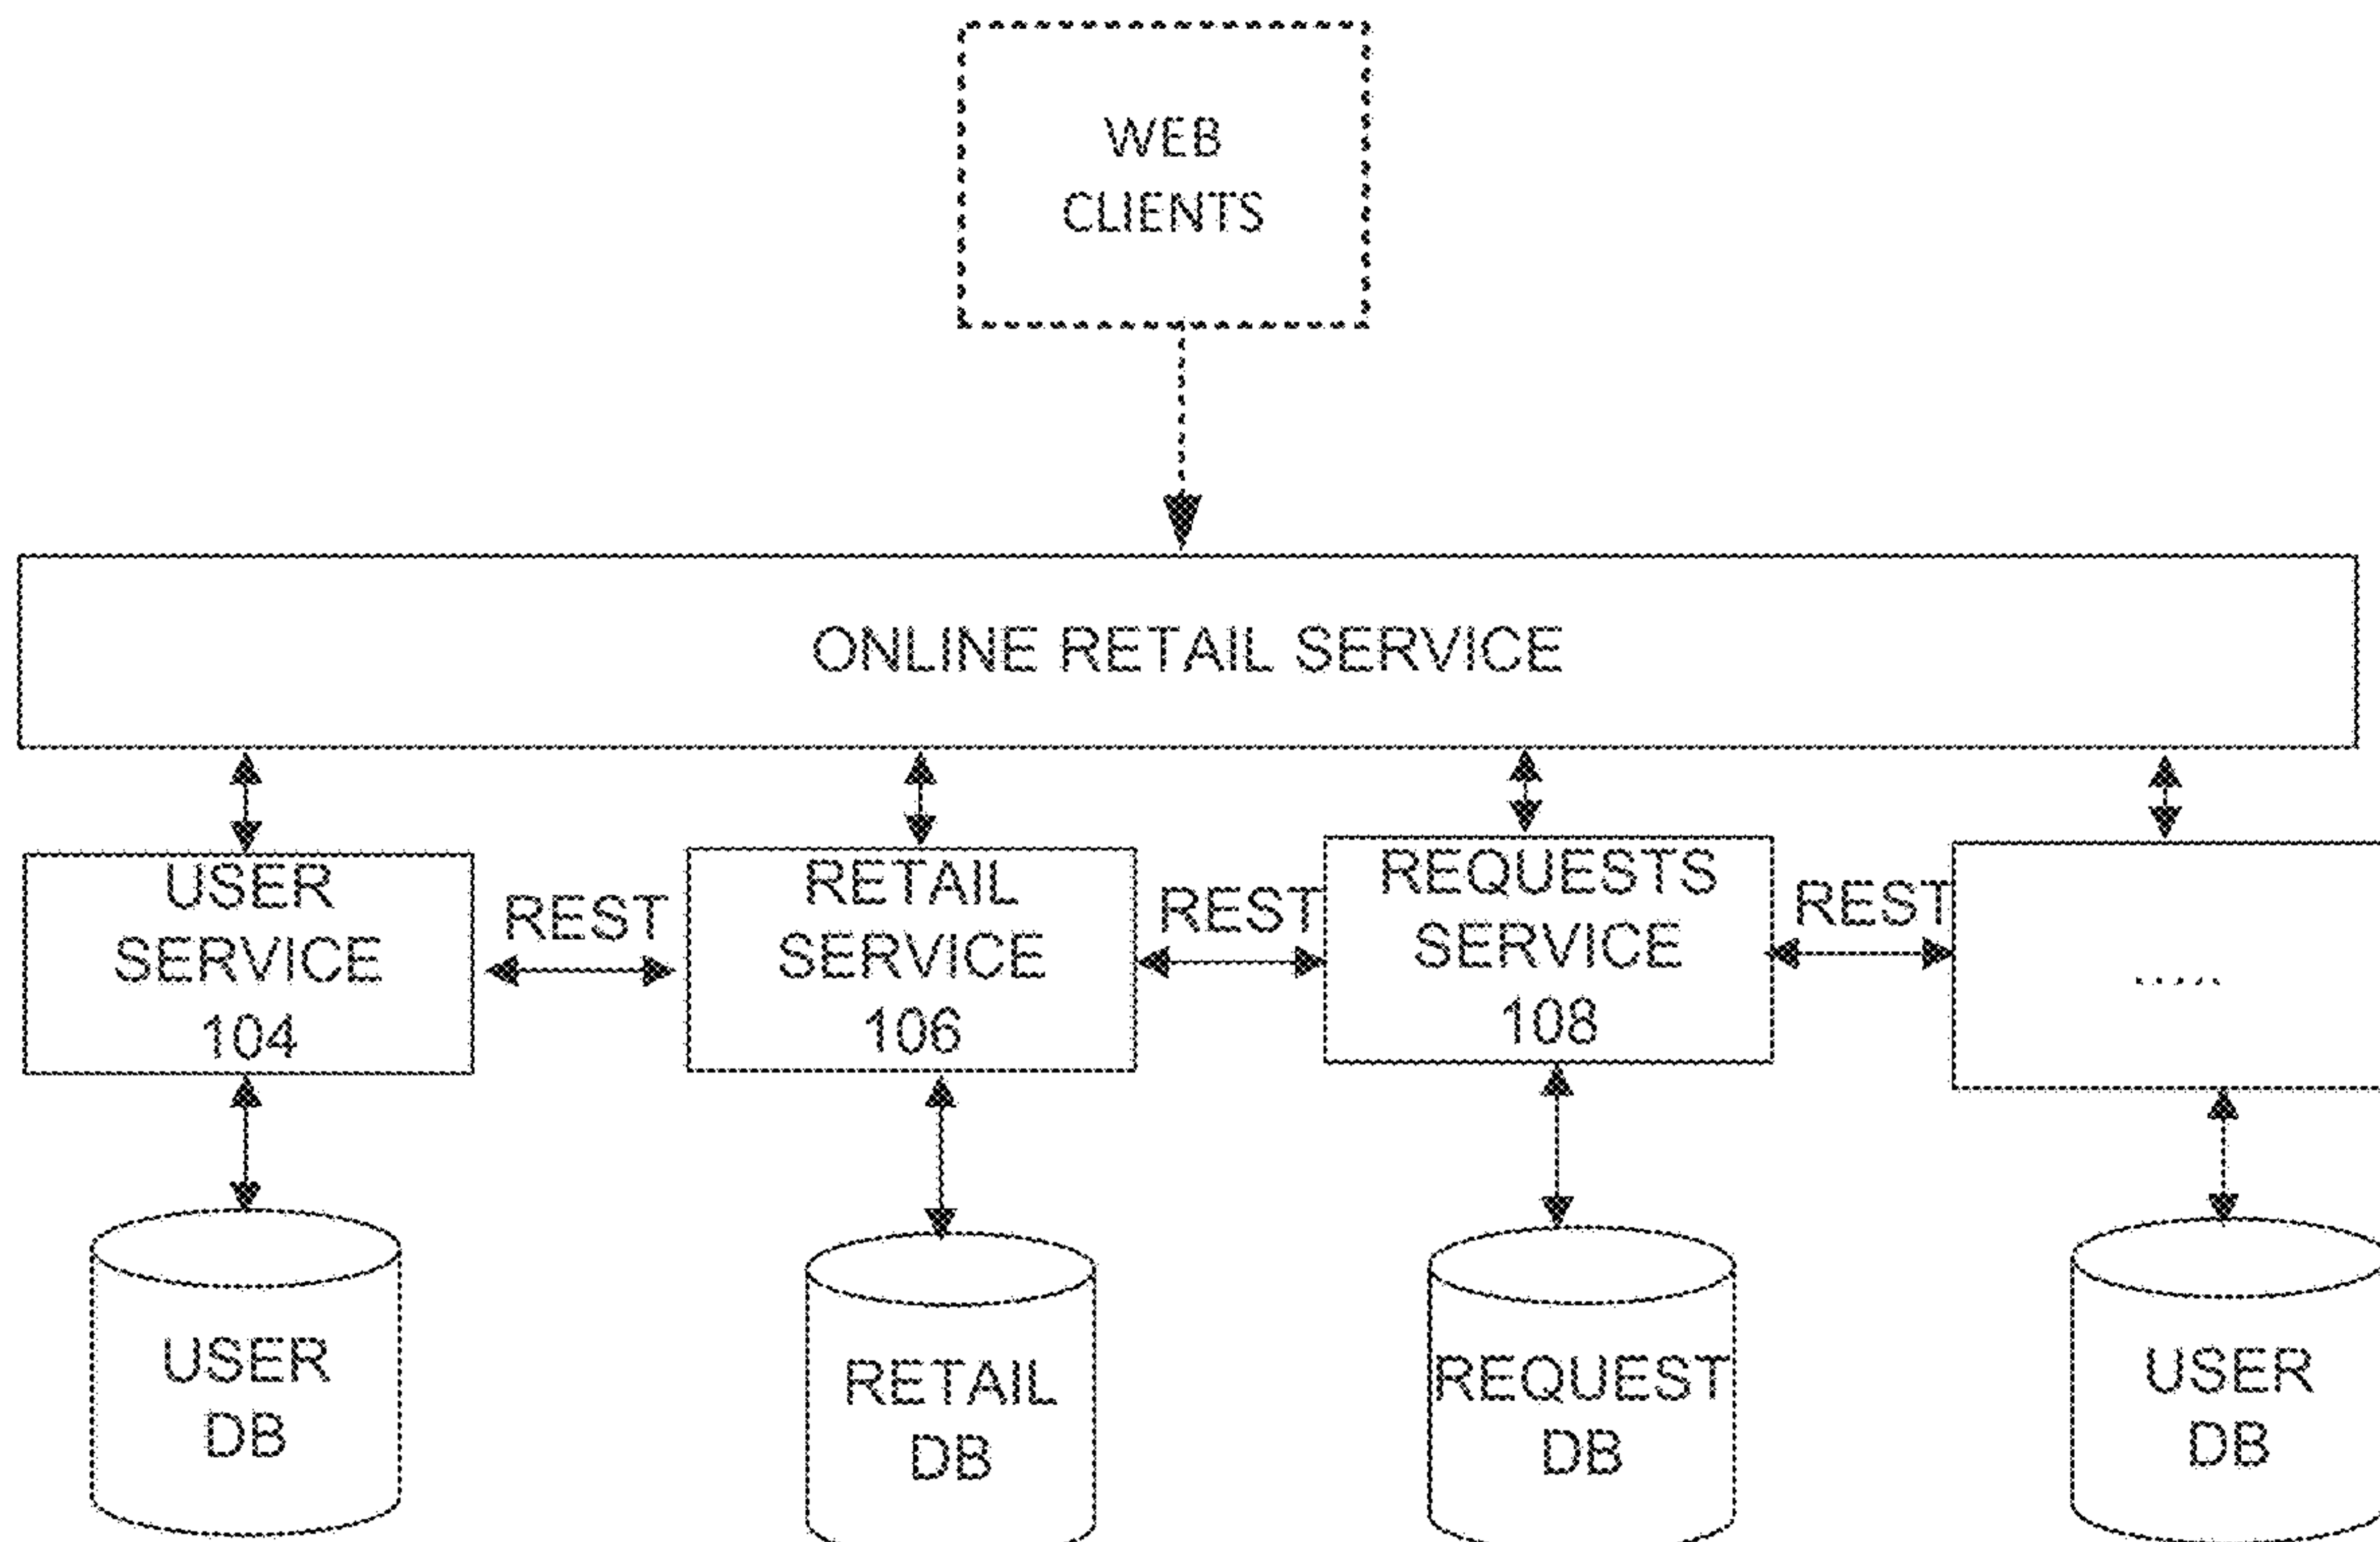 WEB
CLIENTS
ONLINE RETAIL SERVICE
USER
SERVICE
104
REST
RETAIL
SERVICE
106
REST
REQUESTS
SERVICE
108
REST
.....
USER
DB
RETAIL
DB
REQUEST
DB
USER
DB